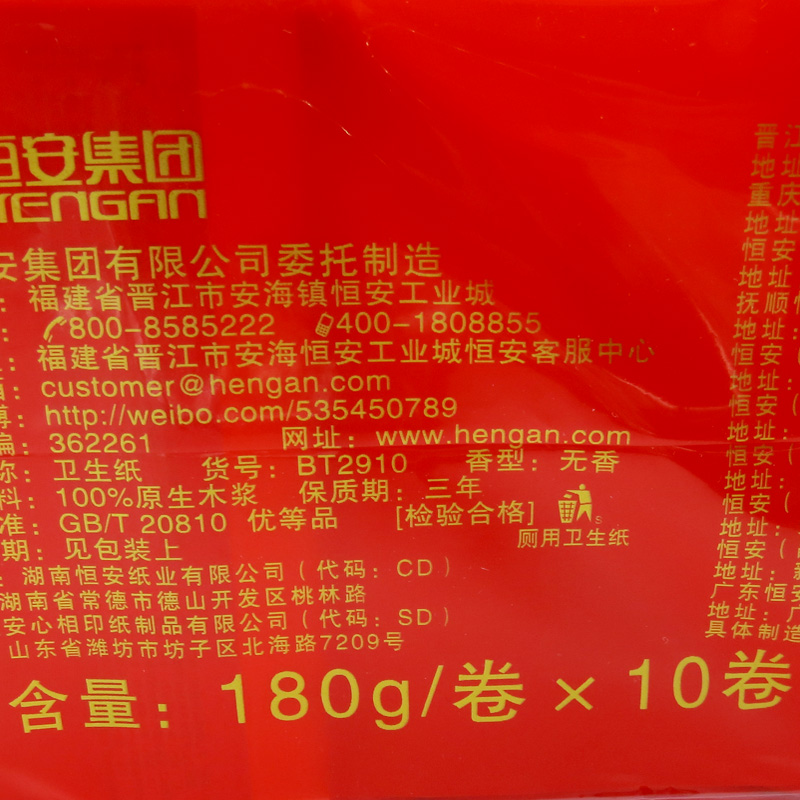 恒安集团
HENGAN
安集团有限公司委托制造
：福建省晋江市安海镇恒安工业城
：800-8585222 400-1808855
：福建省晋江市安海恒安工业城恒安客服中心
箱：customer@hengan.com
博：http://weibo.com/535450789
编：362261 网址：www.hengan.com
称：卫生纸 货号：BT2910 香型：无香
料：100%原生木浆 保质期：三年
准：GB/T 20810 优等品 [检验合格]
厕用卫生纸
期：见包装上
：湖南恒安纸业有限公司（代码：CD）
湖南省常德市德山开发区桃林路
安心相印纸制品有限公司（代码：SD）
山东省潍坊市坊子区北海路7209号
含量：180g/卷×10卷
晋江
地址
重庆
地址
恒安
地址
抚顺恒
地址：
恒安（
地址：
恒安（
地址：
恒安（
地址：
恒安（
地址：
恒安（
地址：新
广东恒安
地址：广
具体制造